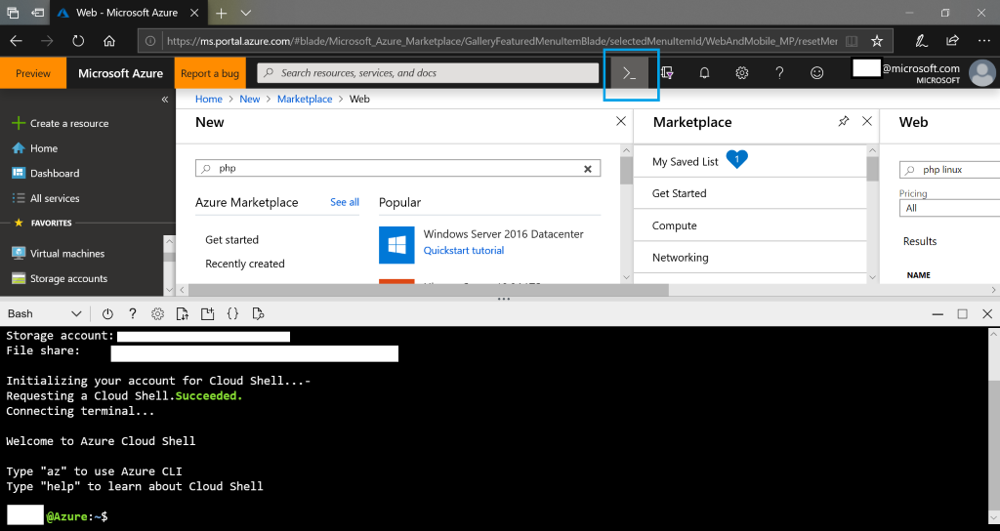 Web - Microsoft Azure
https://ms.portal.azure.com/#blade/Microsoft_Azure_Marketplace/GalleryFeaturedMenuItemBlade/selectedMenuItemId/WebAndMobile_MP/resetMer
Preview
Microsoft Azure
Report a bug
Search resources, services, and docs
>_
@microsoft.com
MICROSOFT
Create a resource
Home
Dashboard
All services
FAVORITES
Virtual machines
Storage accounts
Home > New > Marketplace > Web
New
php
Azure Marketplace
See all
Popular
Get started
Recently created
Windows Server 2016 Datacenter
Quickstart tutorial
Marketplace
My Saved List
1
Get Started
Compute
Networking
Web
php linux
Pricing
All
Results
NAME
Bash
Storage account:
File share:
Initializing your account for Cloud Shell...-
Requesting a Cloud Shell.Succeeded.
Connecting terminal...
Welcome to Azure Cloud Shell
Type "az" to use Azure CLI
Type "help" to learn about Cloud Shell
@Azure:~$